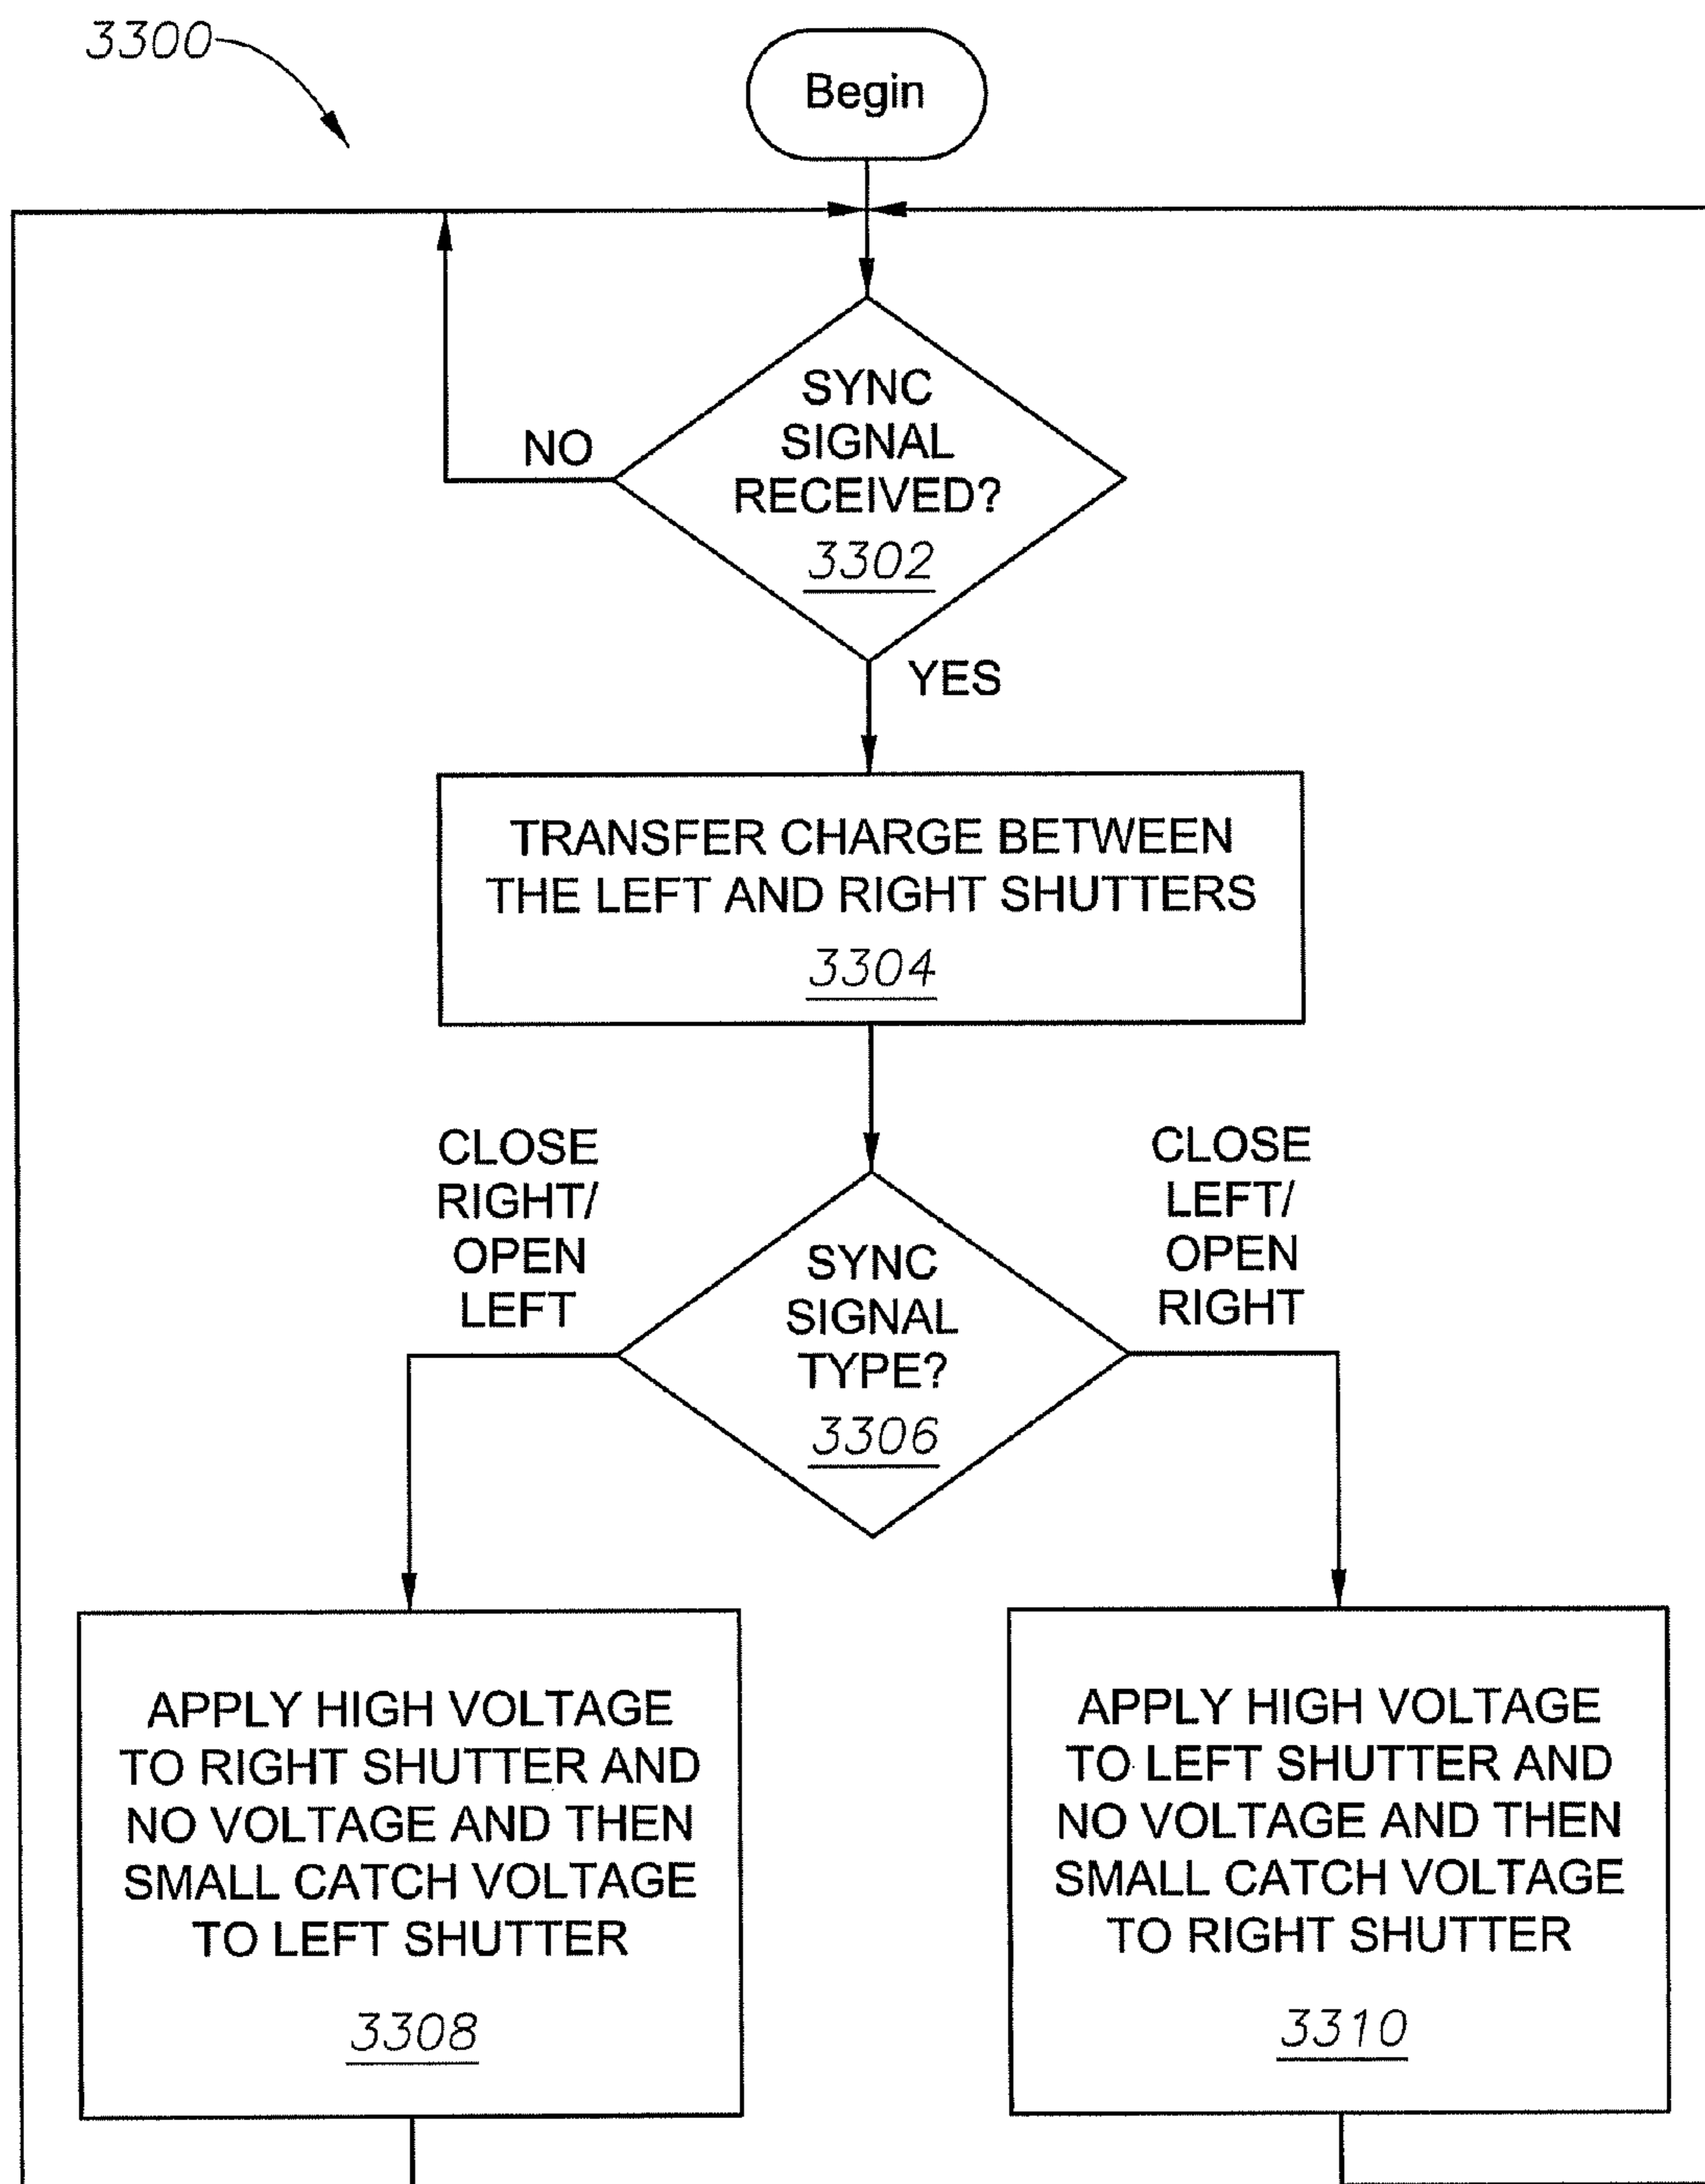 3300
Begin
SYNC
SIGNAL
RECEIVED?
3302
NO
YES
TRANSFER CHARGE BETWEEN
THE LEFT AND RIGHT SHUTTERS
3304
CLOSE
RIGHT/
OPEN
LEFT
CLOSE
LEFT/
OPEN
RIGHT
SYNC
SIGNAL
TYPE?
3306
APPLY HIGH VOLTAGE
TO RIGHT SHUTTER AND
NO VOLTAGE AND THEN
SMALL CATCH VOLTAGE
TO LEFT SHUTTER
3308
APPLY HIGH VOLTAGE
TO LEFT SHUTTER AND
NO VOLTAGE AND THEN
SMALL CATCH VOLTAGE
TO RIGHT SHUTTER
3310